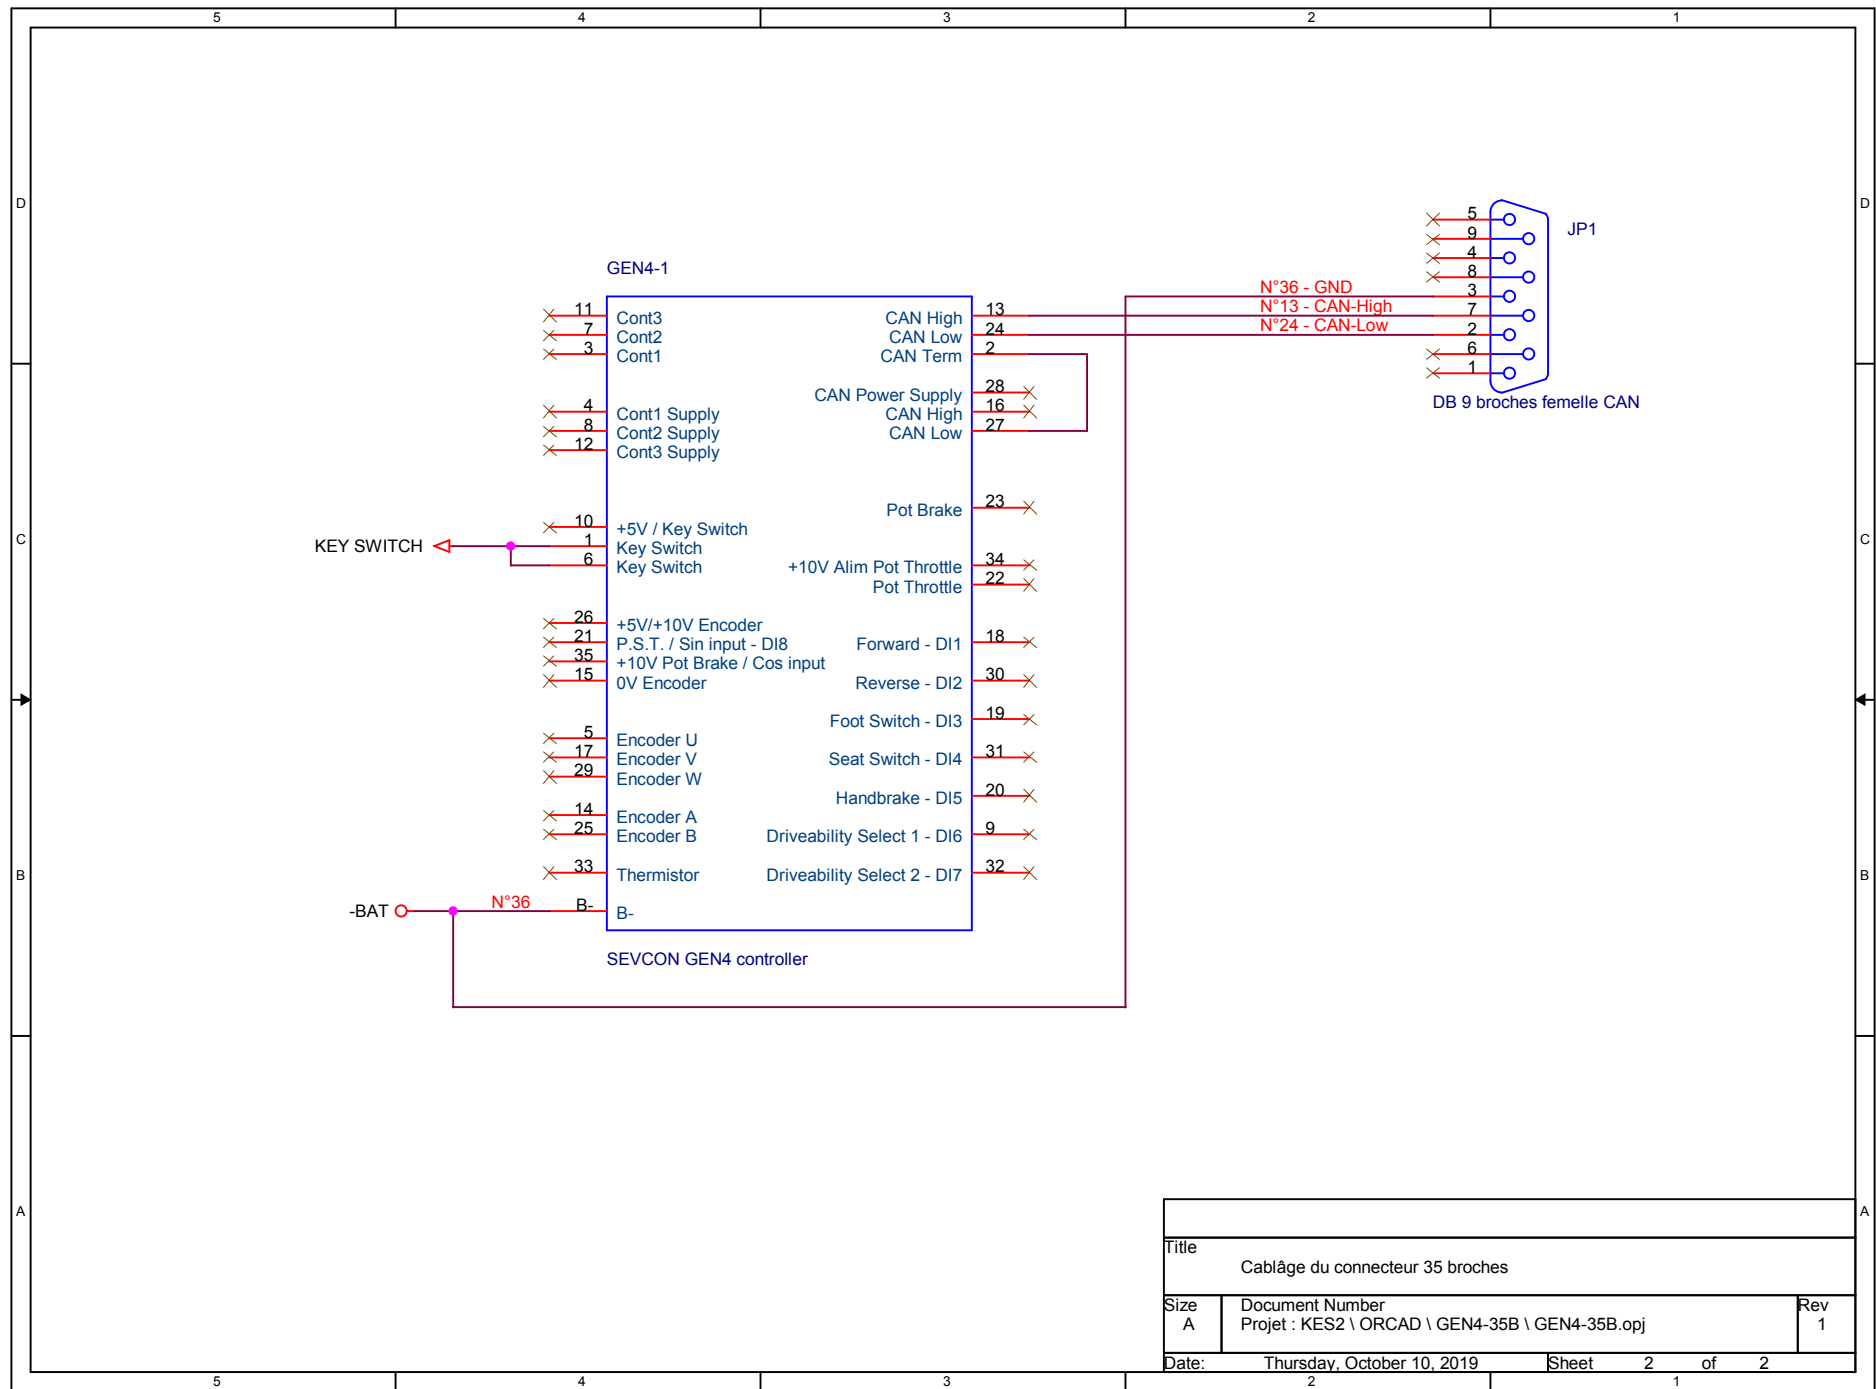 5 4 3 2 1
D D
C C
B B
A A
GEN4-1
11 Cont3
7 Cont2
3 Cont1
4 Cont1 Supply
8 Cont2 Supply
12 Cont3 Supply
10 +5V / Key Switch
KEY SWITCH 1 Key Switch
6 Key Switch
26 +5V/+10V Encoder
21 P.S.T. / Sin input - DI8
35 +10V Pot Brake / Cos input
15 0V Encoder
5 Encoder U
17 Encoder V
29 Encoder W
14 Encoder A
25 Encoder B
33 Thermistor
-BAT N°36 B- B-
CAN High 13
CAN Low 24
CAN Term 2
CAN Power Supply 28
CAN High 16
CAN Low 27
Pot Brake 23
+10V Alim Pot Throttle 34
Pot Throttle 22
Forward - DI1 18
Reverse - DI2 30
Foot Switch - DI3 19
Seat Switch - DI4 31
Handbrake - DI5 20
Driveability Select 1 - DI6 9
Driveability Select 2 - DI7 32
SEVCON GEN4 controller
5
9
4
8
N°36 - GND 3
N°13 - CAN-High 7
N°24 - CAN-Low 2
6
1
JP1
DB 9 broches femelle CAN
Title
Cablâge du connecteur 35 broches
Size Document Number Rev
A Projet : KES2 \ ORCAD \ GEN4-35B \ GEN4-35B.opj 1
Date: Thursday, October 10, 2019 Sheet 2 of 2
5 4 3 2 1